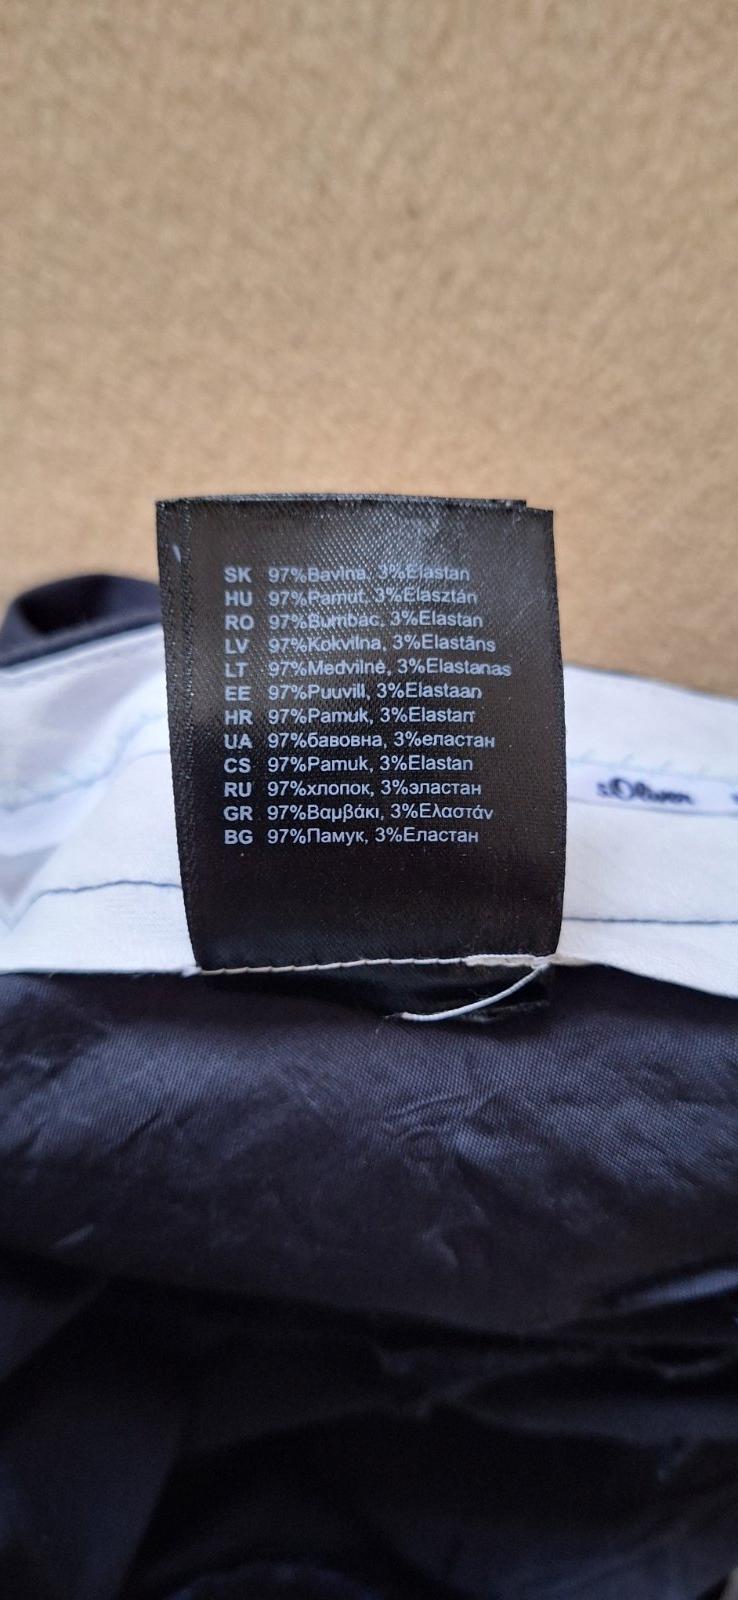 SK 97%Bavlna, 3%Elastan
HU 97%Pamut, 3%Elasztán
RO 97%Bumbac, 3%Elastan
LV 97%Kokvilna, 3%Elastāns
LT 97%Medvilnė, 3%Elastanas
EE 97%Puuvill, 3%Elastaan
HR 97%Pamuk, 3%Elastan
UA 97%бавовна, 3%еластан
CS 97%Pamuk, 3%Elastan
RU 97%хлопок, 3%эластан
GR 97%Βαμβάκι, 3%Ελαστάν
BG 97%Памук, 3%Еластан
s.Oliver